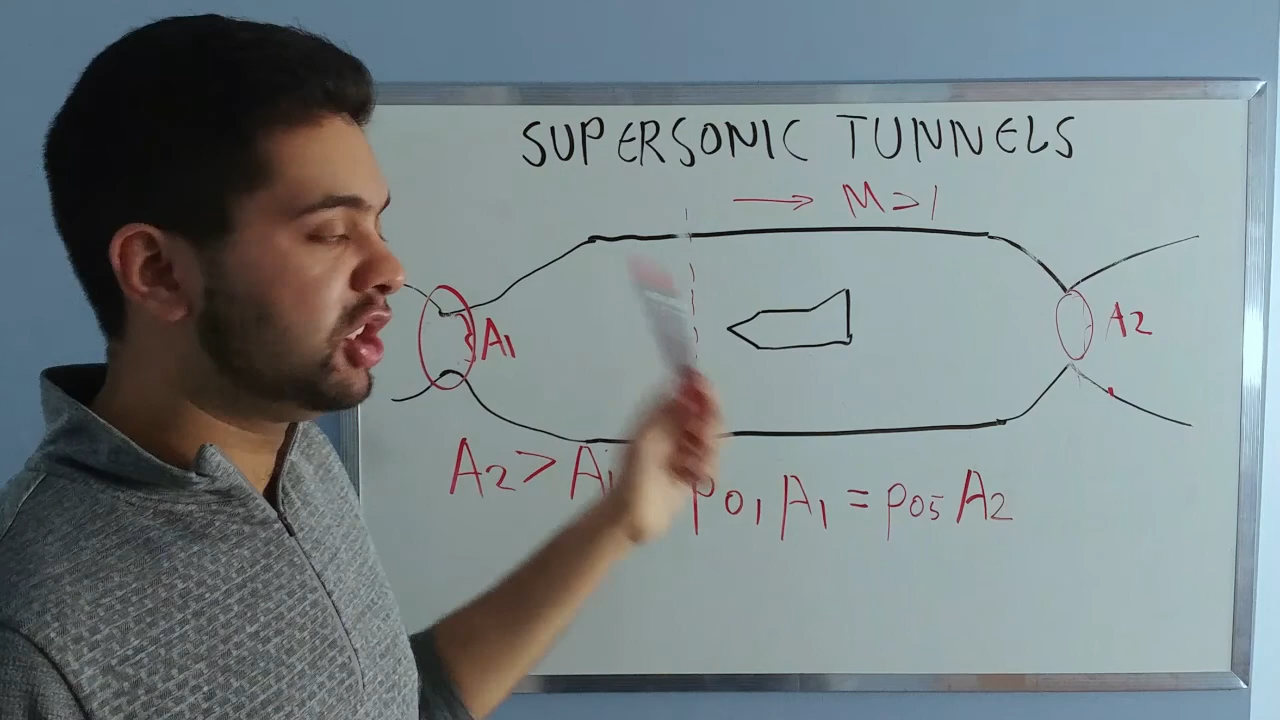 SUPERSONIC TUNNELS
→ M>1
A1
A2
A2 > A1 p01 A1 = p05 A2